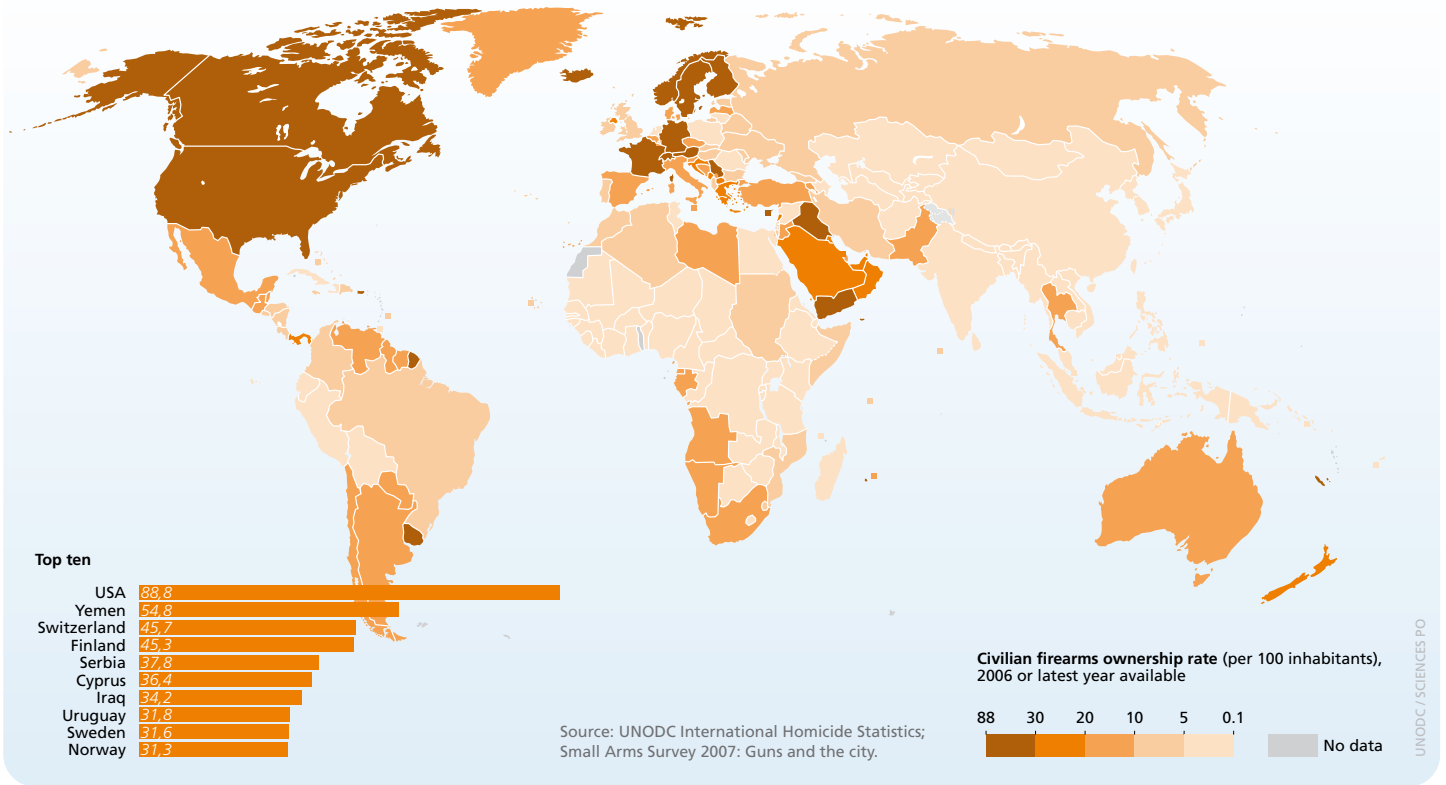 Top ten
USA 88,8
Yemen 54,8
Switzerland 45,7
Finland 45,3
Serbia 37,8
Cyprus 36,4
Iraq 34,2
Uruguay 31,8
Sweden 31,6
Norway 31,3
Source: UNODC International Homicide Statistics;
Small Arms Survey 2007: Guns and the city.
Civilian firearms ownership rate (per 100 inhabitants),
2006 or latest year available
88 30 20 10 5 0.1
No data
UNODC / SCIENCES PO